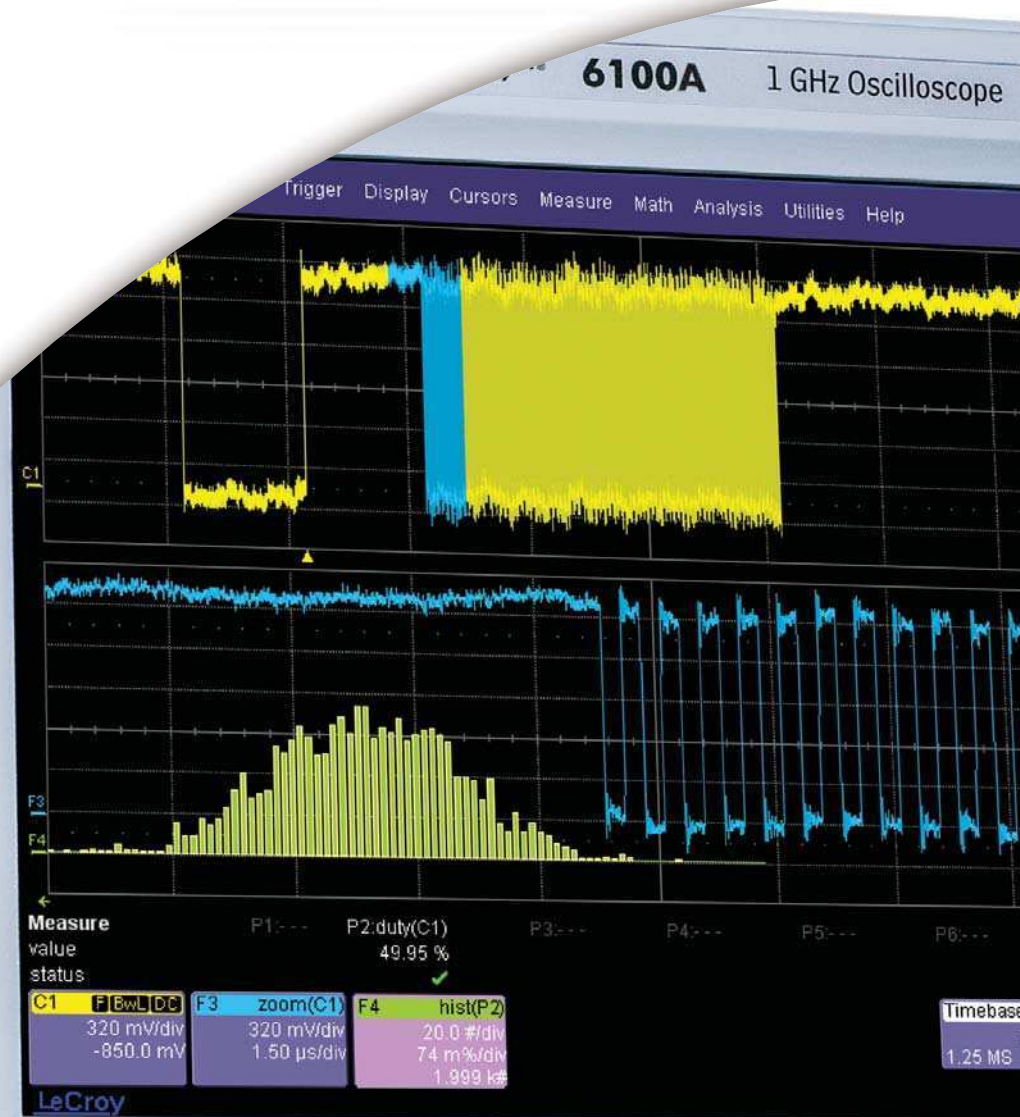 6100A 1 GHz Oscilloscope
Trigger Display Cursors Measure Math Analysis Utilities Help
C1
F3
F4
Measure P1:--- P2:duty(C1) P3:--- P4:--- P5:--- P6:---
value 49.95 %
status
C1 F BwL DC F3 zoom(C1) F4 hist(P2) Timebase
320 mV/div 320 mV/div 20.0 #/div
-850.0 mV 1.50 µs/div 74 m%/div 1.25 MS
1.999 k#
LeCroy